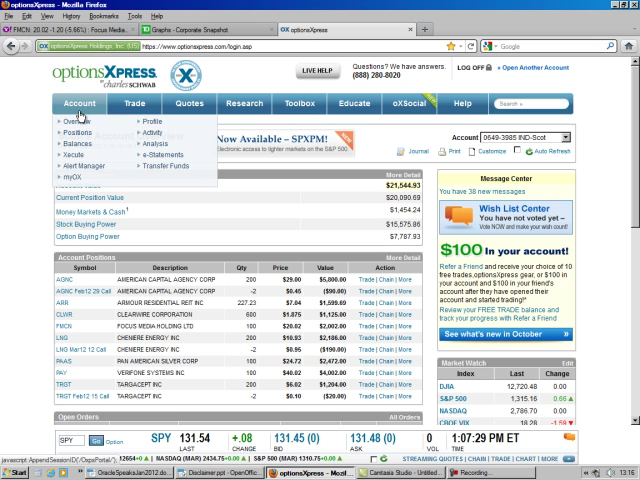 optionsXpress - Mozilla Firefox
File Edit View History Bookmarks Tools Help
FMCN: 20.02 -1.20 (-5.66%) : Focus Media...
Graphs - Corporate Snapshot
optionsXpress
optionsXpress Holdings, Inc. (US) https://www.optionsxpress.com/login.asp
Google
optionsXPRESS
by charlesSCHWAB
LIVE HELP
Questions? We have answers.
(888) 280-8020
LOG OFF
» Open Another Account
Account Trade Quotes Research Toolbox Educate oXSocial Help Search »
Overview Profile
Positions Activity
Balances Analysis
Xecute e-Statements
Alert Manager Transfer Funds
myOX
Now Available – SPXPM!
Electronic access to tighter markets on the S&P 500.
NEW
Account 0649-3985 IND-Scot
Journal Print Customize Auto Refresh
More Detail
$21,544.93
Current Position Value $20,090.69
Money Markets & Cash1 $1,454.24
Stock Buying Power $15,575.86
Option Buying Power $7,787.93
Account Positions More Detail
Symbol Description Qty Price Value Action
AGNC AMERICAN CAPITAL AGENCY CORP 200 $29.00 $5,800.00 Trade | Chain | More
AGNC Feb12 29 Call AMERICAN CAPITAL AGENCY CORP -2 $0.45 ($90.00) Trade | Chain | More
ARR ARMOUR RESIDENTIAL REIT INC 227.23 $7.04 $1,599.69 Trade | Chain | More
CLWR CLEARWIRE CORPORATION 600 $1.875 $1,125.00 Trade | Chain | More
FMCN FOCUS MEDIA HOLDING LTD 100 $20.02 $2,002.00 Trade | Chain | More
LNG CHENIERE ENERGY INC 200 $10.93 $2,186.00 Trade | Chain | More
LNG Mar12 12 Call CHENIERE ENERGY INC -2 $0.95 ($190.00) Trade | Chain | More
PAAS PAN AMERICAN SILVER CORP 100 $24.72 $2,472.00 Trade | Chain | More
PAY VERIFONE SYSTEMS INC 100 $40.02 $4,002.00 Trade | Chain | More
TRGT TARGACEPT INC 200 $6.02 $1,204.00 Trade | Chain | More
TRGT Feb12 15 Call TARGACEPT INC -2 $0.10 ($20.00) Trade | Chain | More
Open Orders All Orders
Message Center
You have 38 new messages
Wish List Center
You have not voted yet –
Vote NOW and make your wish count!
$100 In your account!
Refer a Friend and receive your choice of 10
free trades, optionsXpress gear, or $100 in
your account and $100 in your friend's
account after they have opened their
account and started trading!*
Review your FREE TRADE balance and
track your progress with Refer a Friend
See what's new in October »
Market Watch Edit
Index Last Change
DJIA 12,720.48 0.00
S&P 500 1,315.16 0.66
NASDAQ 2,786.70 0.00
CBOE VIX 18.28 -1.59
SPY Go Option
SPY 131.54 +.08 131.45 (0) 131.48 (0) 0 1:07:29 PM ET
LAST CHANGE BID ASK VOL TIME
javascript:AppendSessionID('/OxpsPortal/');
12654+0 | NASDAQ (MAR) 2434.75+0.00 | S&P 500 (MAR) 1310.75+0.00
STREAMING QUOTES | CHAIN | CHART | TRADE | MORE
Start
OracleSpeaksJan2012.do...
Disclaimer.ppt - OpenOffic...
optionsXpress - Mozil...
Camtasia Studio - Untitled...
Recording...
13:16